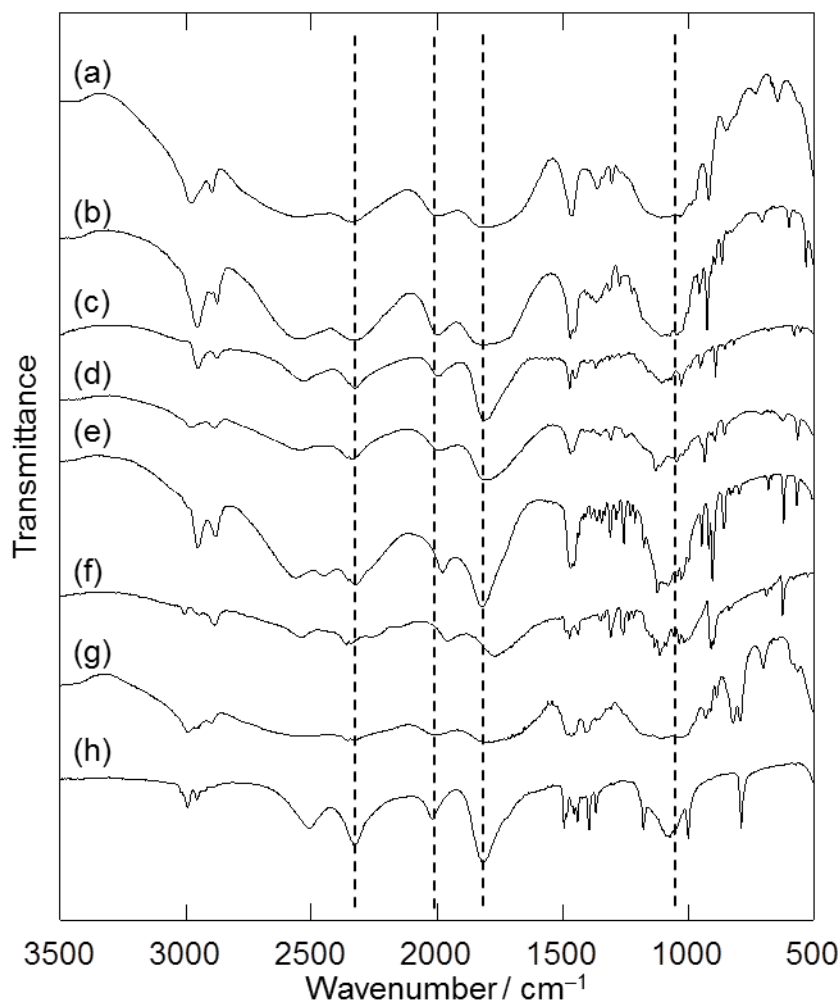 (a)
(b)
(c)
(d)
(e)
(f)
(g)
(h)
Transmittance
3500 3000 2500 2000 1500 1000 500
Wavenumber / cm⁻¹